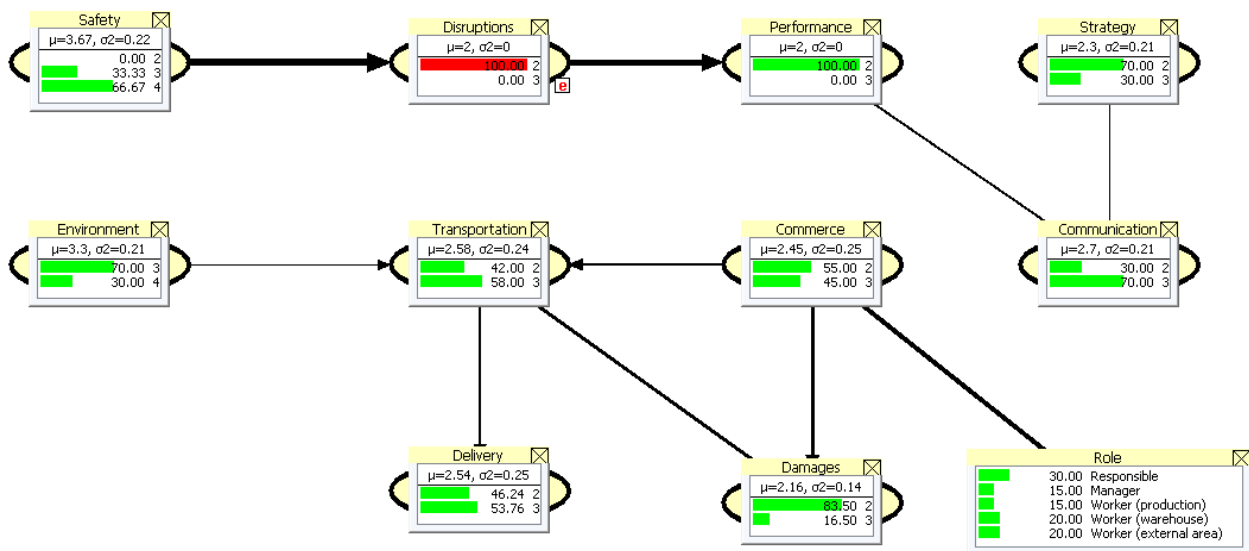 Safety
μ=3.67, σ2=0.22
0.00 2
33.33 3
66.67 4
Disruptions
μ=2, σ2=0
100.00 2
0.00 3
e
Performance
μ=2, σ2=0
100.00 2
0.00 3
Strategy
μ=2.3, σ2=0.21
70.00 2
30.00 3
Environment
μ=3.3, σ2=0.21
70.00 3
30.00 4
Transportation
μ=2.58, σ2=0.24
42.00 2
58.00 3
Commerce
μ=2.45, σ2=0.25
55.00 2
45.00 3
Communication
μ=2.7, σ2=0.21
30.00 2
70.00 3
Delivery
μ=2.54, σ2=0.25
46.24 2
53.76 3
Damages
μ=2.16, σ2=0.14
83.50 2
16.50 3
Role
30.00 Responsible
15.00 Manager
15.00 Worker (production)
20.00 Worker (warehouse)
20.00 Worker (external area)